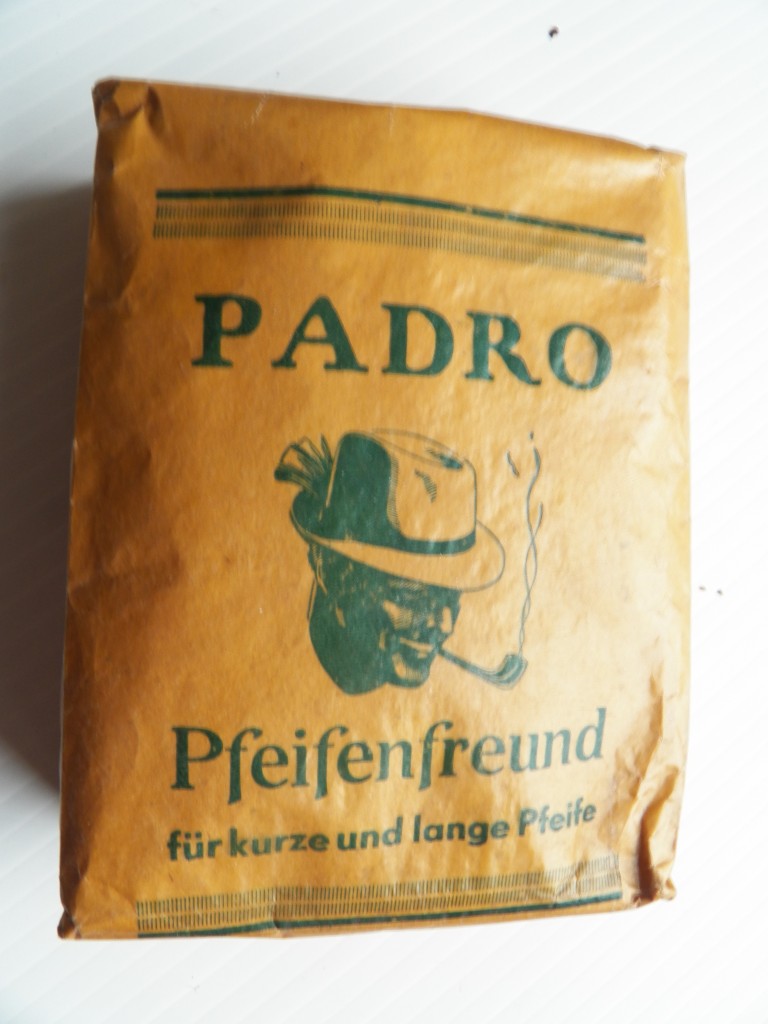 PADRO
Pfeifenfreund
für kurze und lange Pfeife